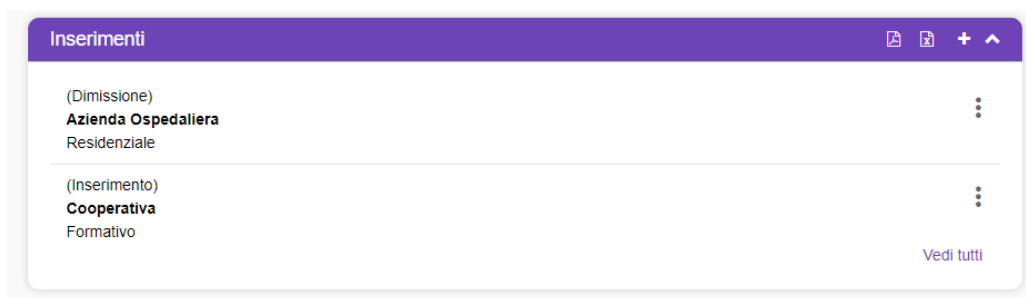 Inserimenti
(Dimissione)
Azienda Ospedaliera
Residenziale
(Inserimento)
Cooperativa
Formativo
Vedi tutti